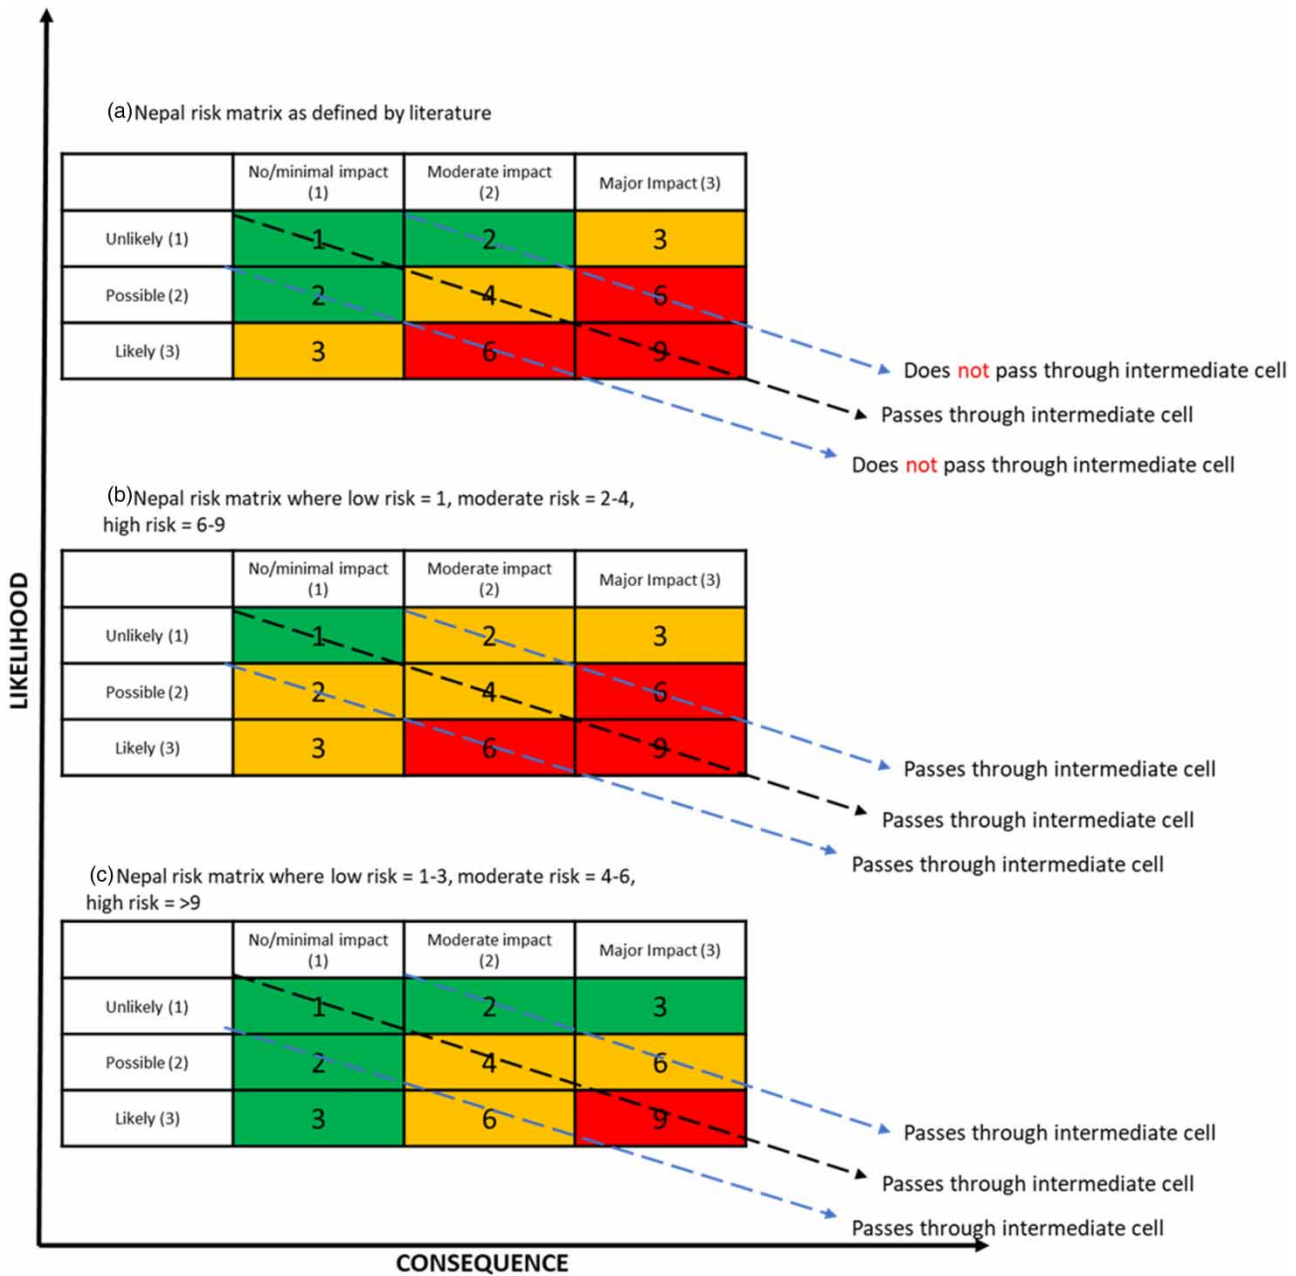 (a)Nepal risk matrix as defined by literature
No/minimal impact
(1)
Moderate impact
(2)
Major Impact (3)
Unlikely (1)
1
2
3
Possible (2)
2
4
6
Likely (3)
3
6
9
Does not pass through intermediate cell
Passes through intermediate cell
Does not pass through intermediate cell
(b)Nepal risk matrix where low risk = 1, moderate risk = 2-4,
high risk = 6-9
No/minimal impact
(1)
Moderate impact
(2)
Major Impact (3)
Unlikely (1)
1
2
3
Possible (2)
2
4
6
Likely (3)
3
6
9
Passes through intermediate cell
Passes through intermediate cell
Passes through intermediate cell
(c)Nepal risk matrix where low risk = 1-3, moderate risk = 4-6,
high risk = >9
No/minimal impact
(1)
Moderate impact
(2)
Major Impact (3)
Unlikely (1)
1
2
3
Possible (2)
2
4
6
Likely (3)
3
6
9
Passes through intermediate cell
Passes through intermediate cell
Passes through intermediate cell
LIKELIHOOD
CONSEQUENCE